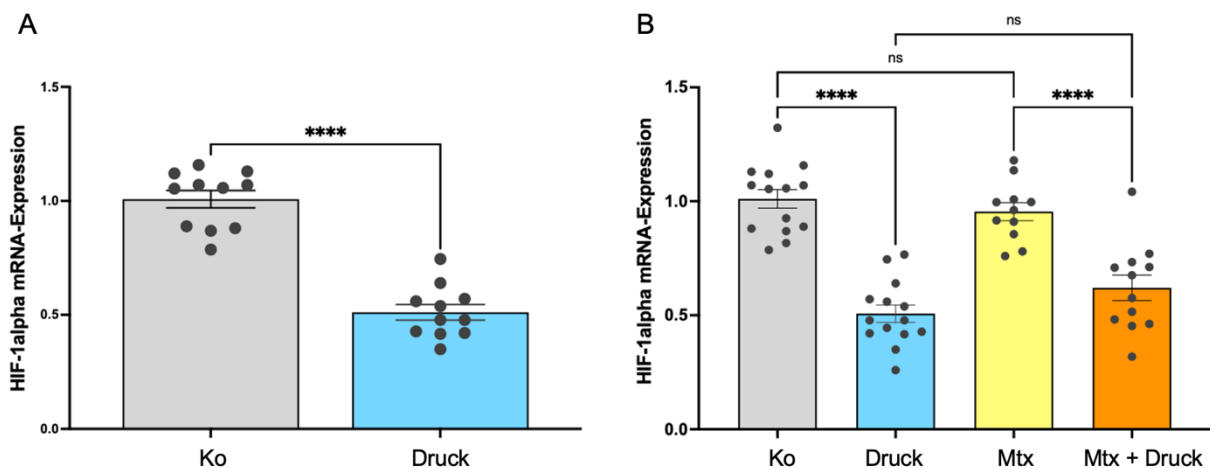 A
HIF-1alpha mRNA-Expression
1.5
1.0
0.5
0.0
****
Ko
Druck
B
HIF-1alpha mRNA-Expression
1.5
1.0
0.5
0.0
ns
ns
****
****
Ko
Druck
Mtx
Mtx + Druck